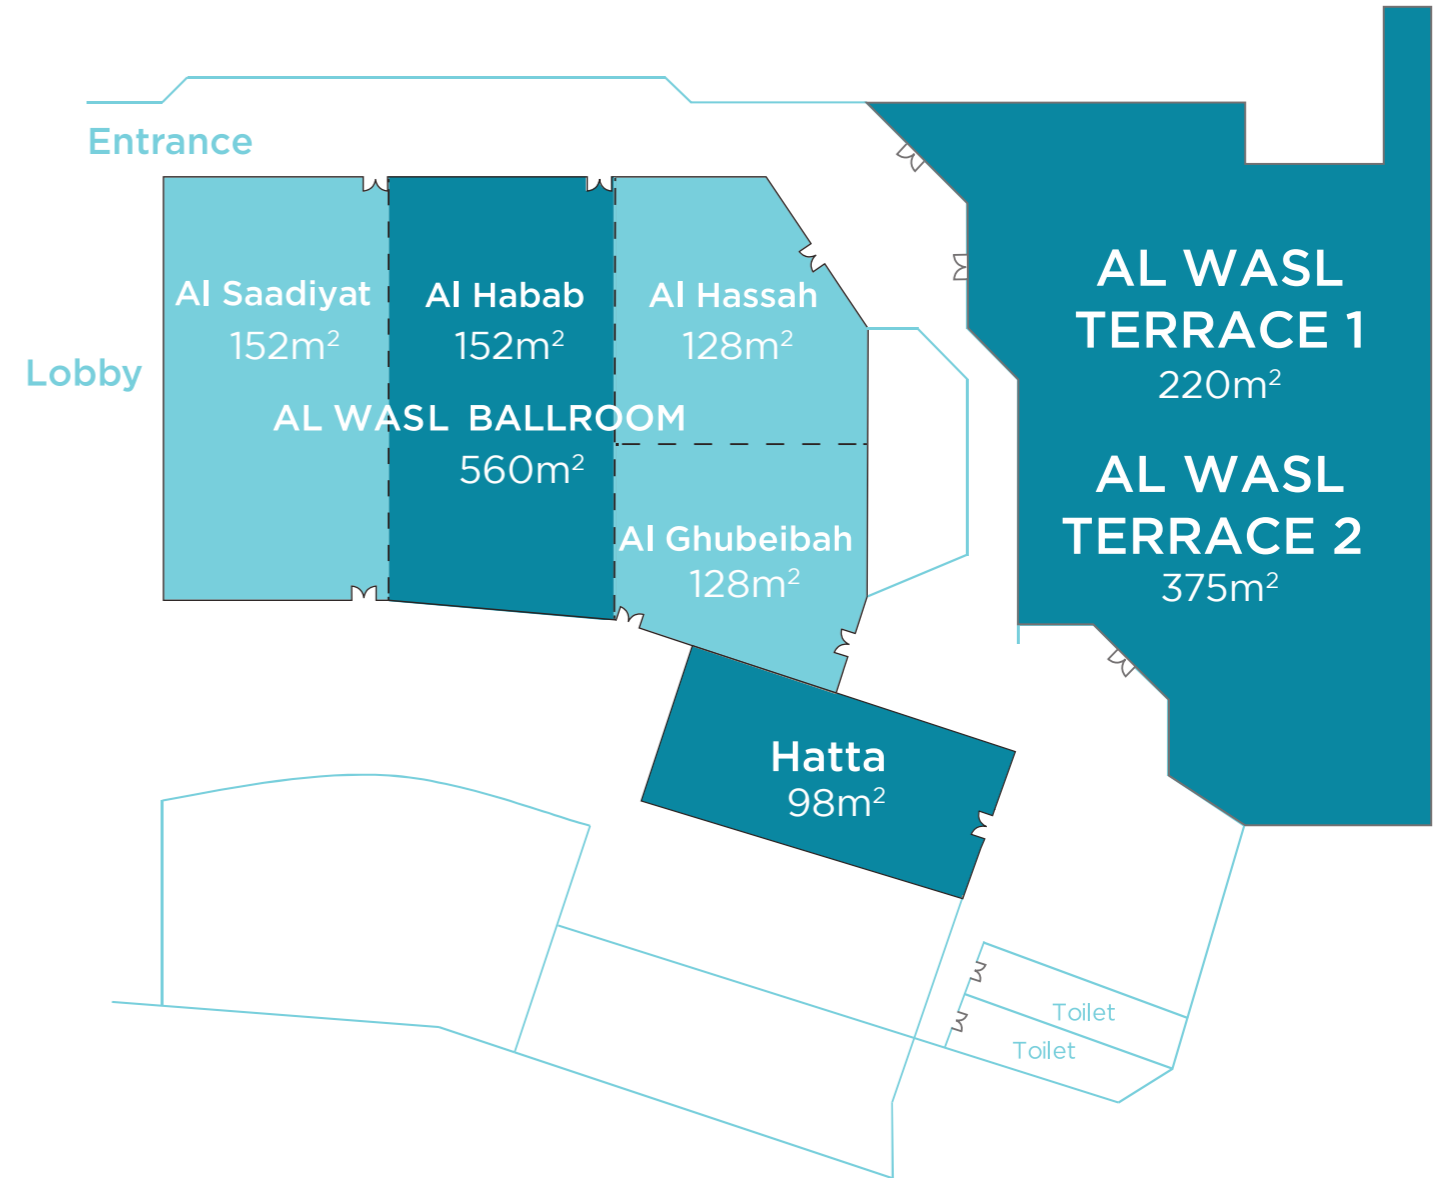 Entrance
Lobby
Al Saadiyat
152m²
Al Habab
152m²
Al Hassah
128m²
AL WASL BALLROOM
560m²
Al Ghubeibah
128m²
Hatta
98m²
AL WASL
TERRACE 1
220m²
AL WASL
TERRACE 2
375m²
Toilet
Toilet